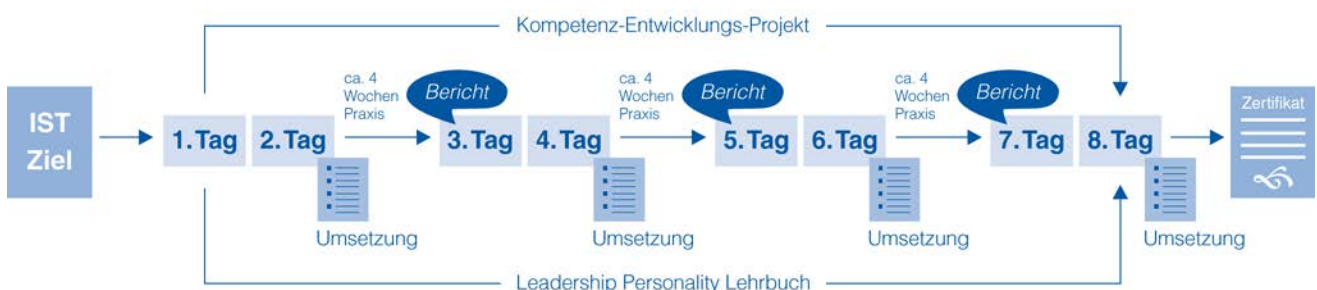 Kompetenz-Entwicklungs-Projekt
IST
Ziel
1. Tag
2. Tag
Umsetzung
ca. 4
Wochen
Praxis
Bericht
3. Tag
4. Tag
Umsetzung
ca. 4
Wochen
Praxis
Bericht
5. Tag
6. Tag
Umsetzung
ca. 4
Wochen
Praxis
Bericht
7. Tag
8. Tag
Umsetzung
Zertifikat
Leadership Personality Lehrbuch